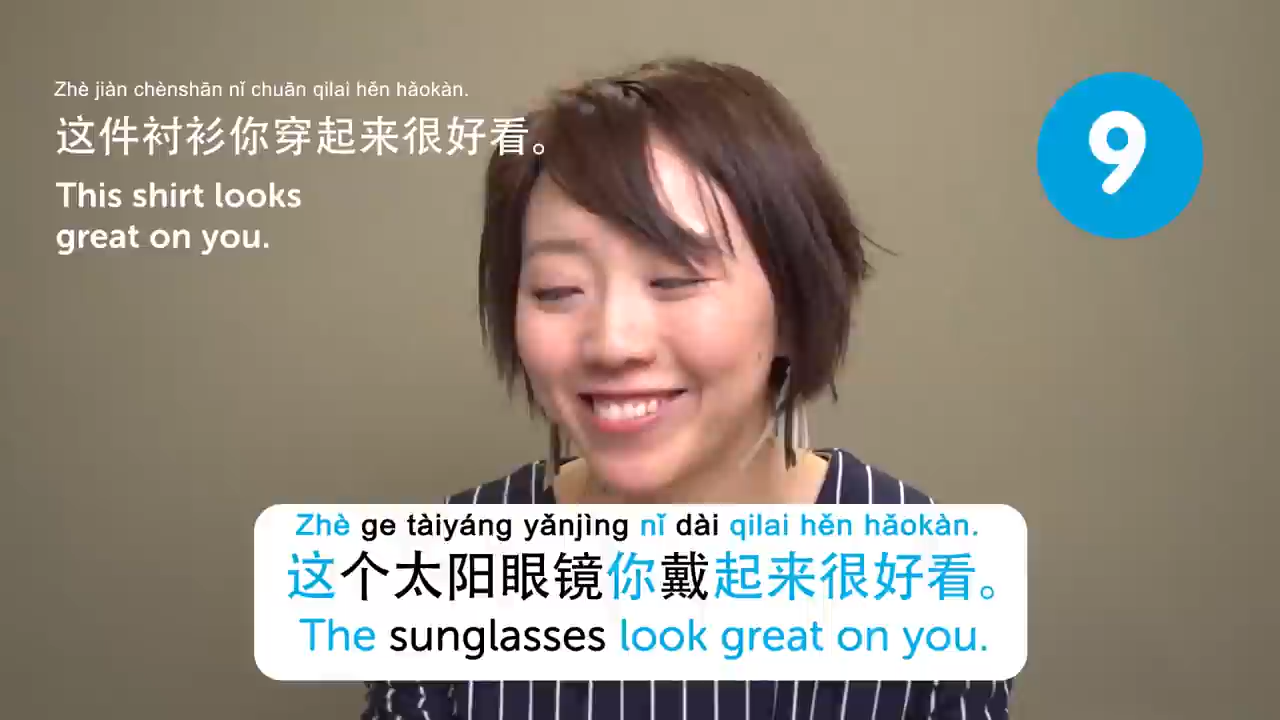 Zhè jiàn chènshān nǐ chuān qilai hěn hǎokàn.
这件衬衫你穿起来很好看。
This shirt looks
great on you.
9
Zhè ge tàiyáng yǎnjìng nǐ dài qilai hěn hǎokàn.
这个太阳眼镜你戴起来很好看。
The sunglasses look great on you.